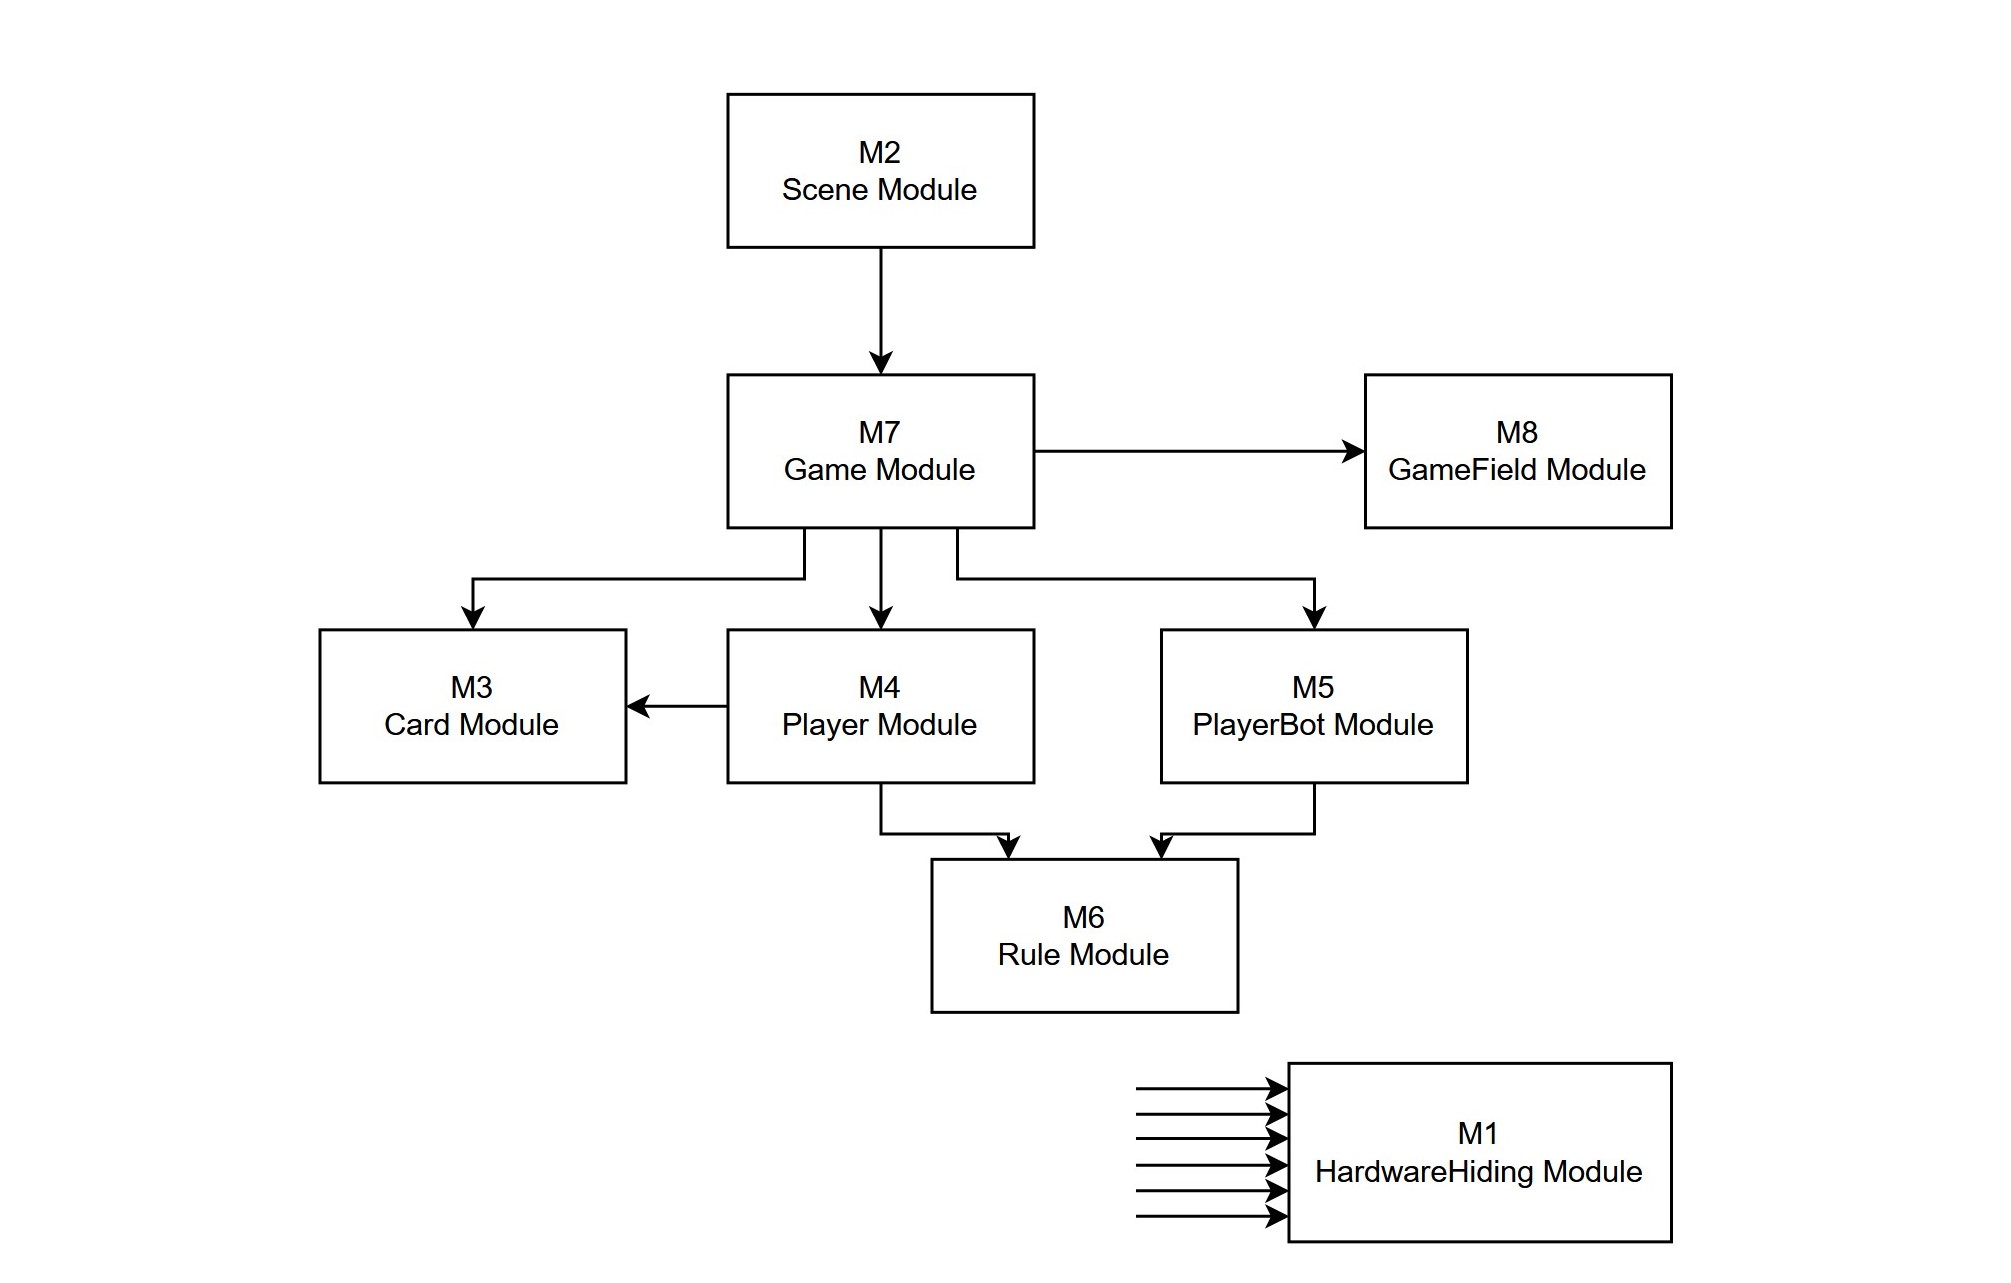 M2
Scene Module
M7
Game Module
M8
GameField Module
M3
Card Module
M4
Player Module
M5
PlayerBot Module
M6
Rule Module
M1
HardwareHiding Module